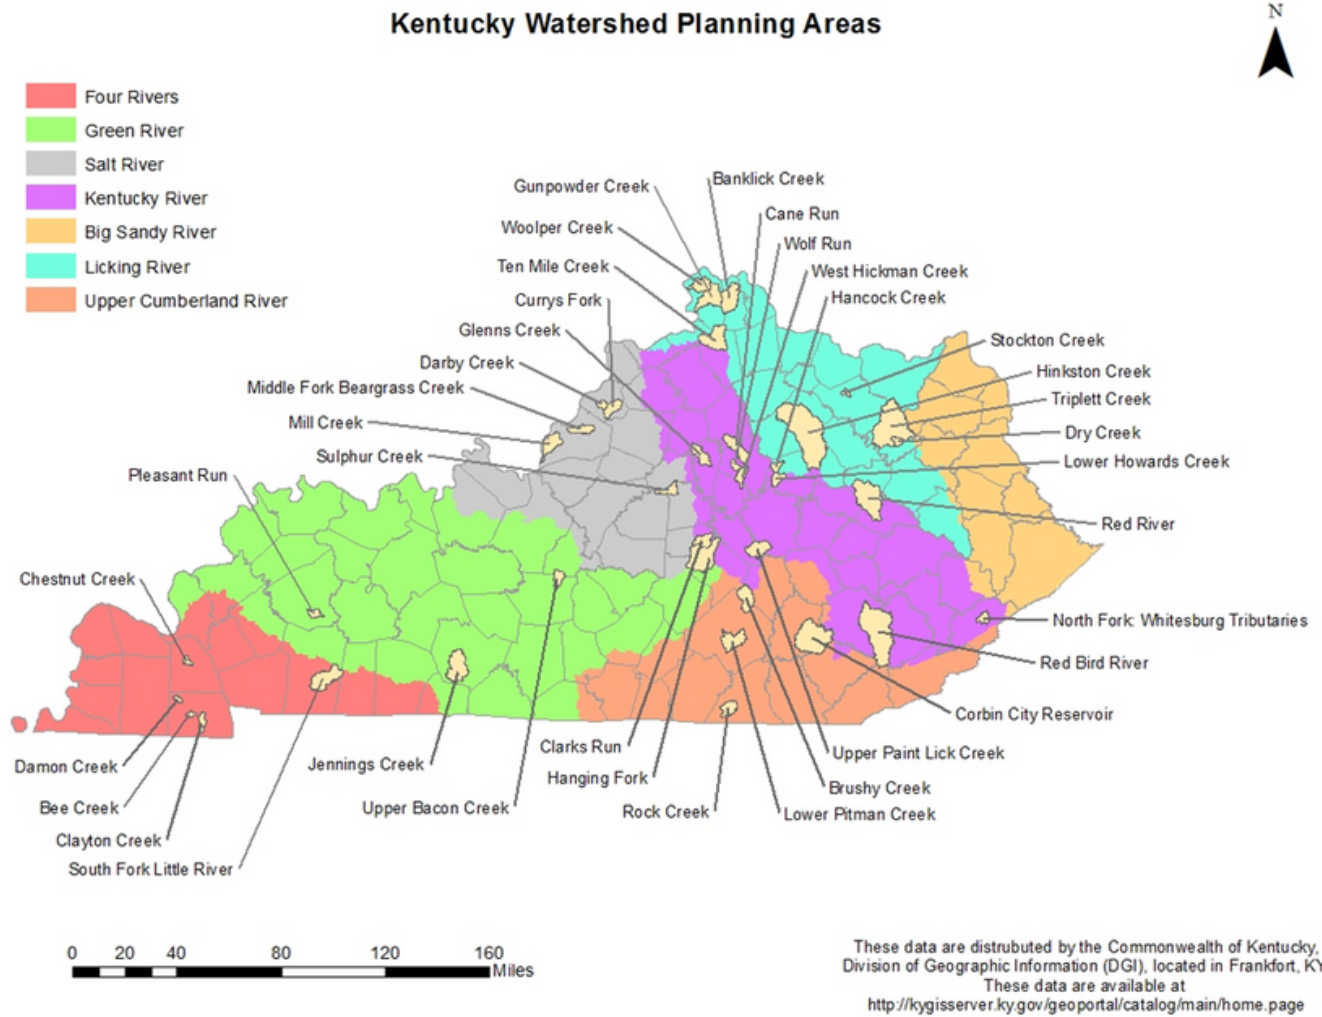 Kentucky Watershed Planning Areas
N
Four Rivers
Green River
Salt River
Kentucky River
Big Sandy River
Licking River
Upper Cumberland River
Gunpowder Creek
Banklick Creek
Woolper Creek
Cane Run
Wolf Run
Ten Mile Creek
West Hickman Creek
Currys Fork
Hancock Creek
Glenns Creek
Stockton Creek
Darby Creek
Hinkston Creek
Middle Fork Beargrass Creek
Triplett Creek
Mill Creek
Dry Creek
Sulphur Creek
Lower Howards Creek
Pleasant Run
Red River
Chestnut Creek
North Fork: Whitesburg Tributaries
Red Bird River
Corbin City Reservoir
Damon Creek
Jennings Creek
Clarks Run
Upper Paint Lick Creek
Hanging Fork
Brushy Creek
Bee Creek
Upper Bacon Creek
Rock Creek
Lower Pitman Creek
Clayton Creek
South Fork Little River
0 20 40 80 120 160
Miles
These data are distrubuted by the Commonwealth of Kentucky,
Division of Geographic Information (DGI), located in Frankfort, KY
These data are available at
http://kygisserver.ky.gov/geoportal/catalog/main/home.page